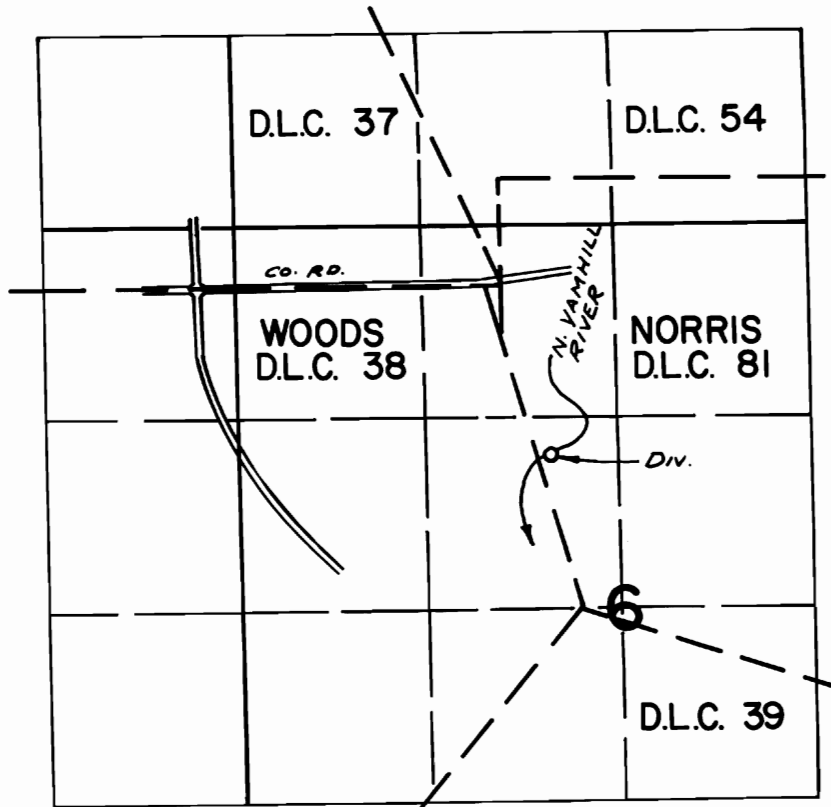 D.L.C. 37
D.L.C. 54
CO. RD.
N. YAMHILL
RIVER
WOODS
D.L.C. 38
NORRIS
D.L.C. 81
DIV.
6
D.L.C. 39